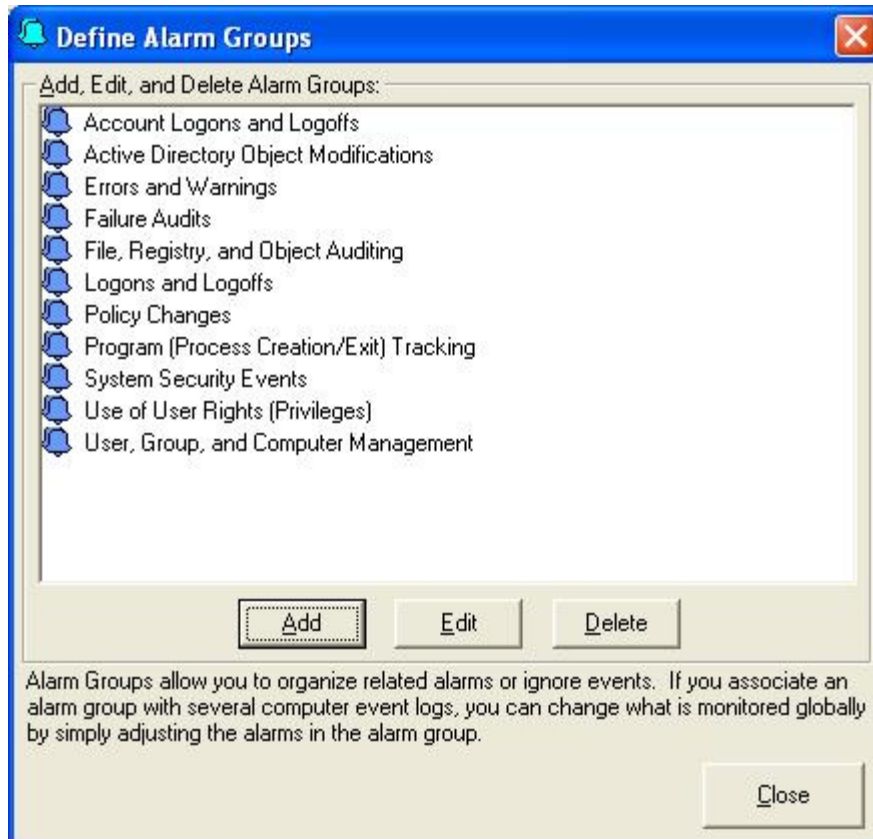 Define Alarm Groups
Add, Edit, and Delete Alarm Groups:
Account Logons and Logoffs
Active Directory Object Modifications
Errors and Warnings
Failure Audits
File, Registry, and Object Auditing
Logons and Logoffs
Policy Changes
Program (Process Creation/Exit) Tracking
System Security Events
Use of User Rights (Privileges)
User, Group, and Computer Management
Add Edit Delete
Alarm Groups allow you to organize related alarms or ignore events.  If you associate an
alarm group with several computer event logs, you can change what is monitored globally
by simply adjusting the alarms in the alarm group.
Close